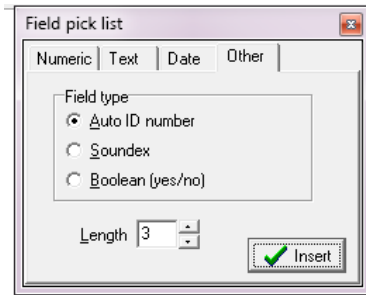 Field pick list
Numeric Text Date Other
Field type
Auto ID number
Soundex
Boolean (yes/no)
Length 3
Insert